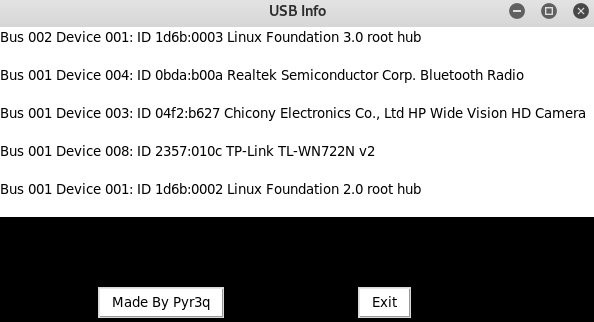 USB Info
Bus 002 Device 001: ID 1d6b:0003 Linux Foundation 3.0 root hub
Bus 001 Device 004: ID 0bda:b00a Realtek Semiconductor Corp. Bluetooth Radio
Bus 001 Device 003: ID 04f2:b627 Chicony Electronics Co., Ltd HP Wide Vision HD Camera
Bus 001 Device 008: ID 2357:010c TP-Link TL-WN722N v2
Bus 001 Device 001: ID 1d6b:0002 Linux Foundation 2.0 root hub
Made By Pyr3q
Exit